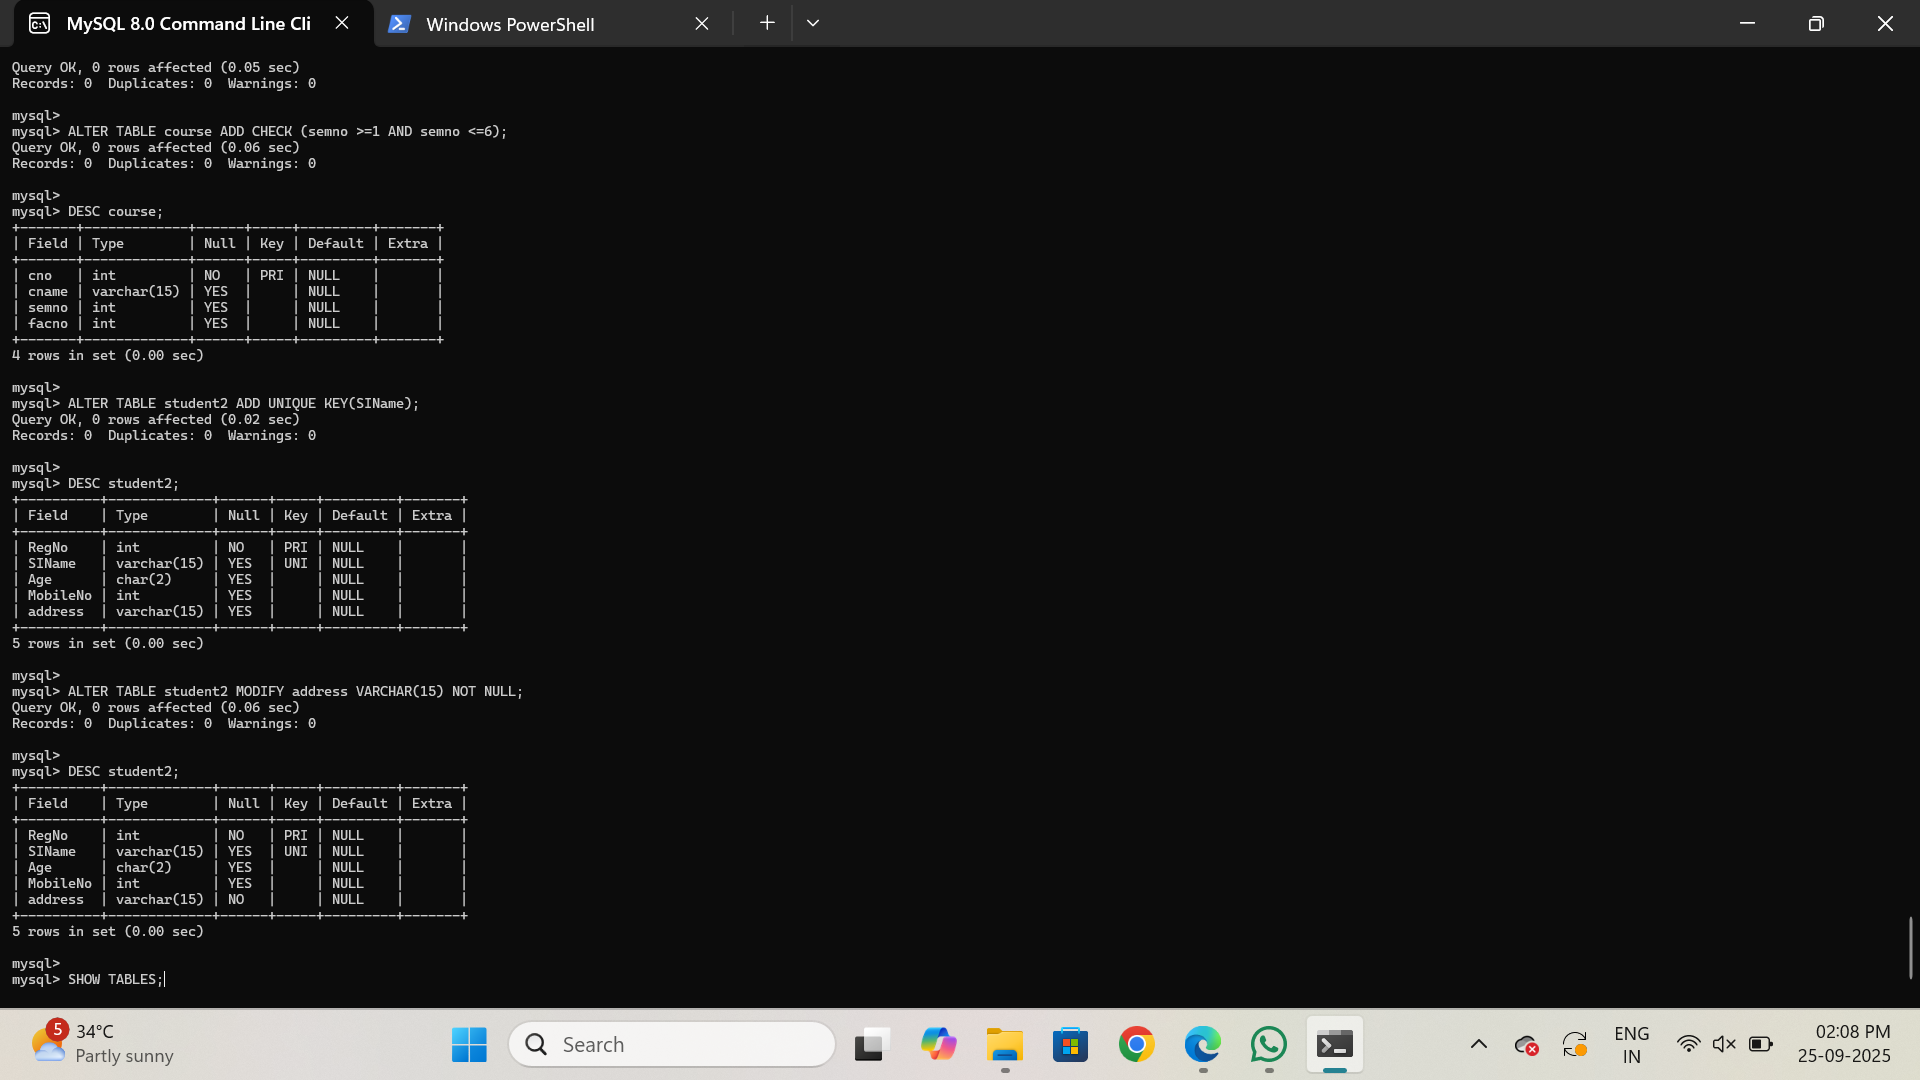 MySQL 8.0 Command Line Cli
Windows PowerShell
Query OK, 0 rows affected (0.05 sec)
Records: 0  Duplicates: 0  Warnings: 0
mysql>
mysql> ALTER TABLE course ADD CHECK (semno >=1 AND semno <=6);
Query OK, 0 rows affected (0.06 sec)
Records: 0  Duplicates: 0  Warnings: 0
mysql>
mysql> DESC course;
+-------+-------------+------+-----+---------+-------+
| Field | Type        | Null | Key | Default | Extra |
+-------+-------------+------+-----+---------+-------+
| cno   | int         | NO   | PRI | NULL    |       |
| cname | varchar(15) | YES  |     | NULL    |       |
| semno | int         | YES  |     | NULL    |       |
| facno | int         | YES  |     | NULL    |       |
+-------+-------------+------+-----+---------+-------+
4 rows in set (0.00 sec)
mysql>
mysql> ALTER TABLE student2 ADD UNIQUE KEY(SIName);
Query OK, 0 rows affected (0.02 sec)
Records: 0  Duplicates: 0  Warnings: 0
mysql>
mysql> DESC student2;
+----------+-------------+------+-----+---------+-------+
| Field    | Type        | Null | Key | Default | Extra |
+----------+-------------+------+-----+---------+-------+
| RegNo    | int         | NO   | PRI | NULL    |       |
| SIName   | varchar(15) | YES  | UNI | NULL    |       |
| Age      | char(2)     | YES  |     | NULL    |       |
| MobileNo | int         | YES  |     | NULL    |       |
| address  | varchar(15) | YES  |     | NULL    |       |
+----------+-------------+------+-----+---------+-------+
5 rows in set (0.00 sec)
mysql>
mysql> ALTER TABLE student2 MODIFY address VARCHAR(15) NOT NULL;
Query OK, 0 rows affected (0.06 sec)
Records: 0  Duplicates: 0  Warnings: 0
mysql>
mysql> DESC student2;
+----------+-------------+------+-----+---------+-------+
| Field    | Type        | Null | Key | Default | Extra |
+----------+-------------+------+-----+---------+-------+
| RegNo    | int         | NO   | PRI | NULL    |       |
| SIName   | varchar(15) | YES  | UNI | NULL    |       |
| Age      | char(2)     | YES  |     | NULL    |       |
| MobileNo | int         | YES  |     | NULL    |       |
| address  | varchar(15) | NO   |     | NULL    |       |
+----------+-------------+------+-----+---------+-------+
5 rows in set (0.00 sec)
mysql>
mysql> SHOW TABLES;
5
34°C
Partly sunny
Search
ENG
IN
02:08 PM
25-09-2025